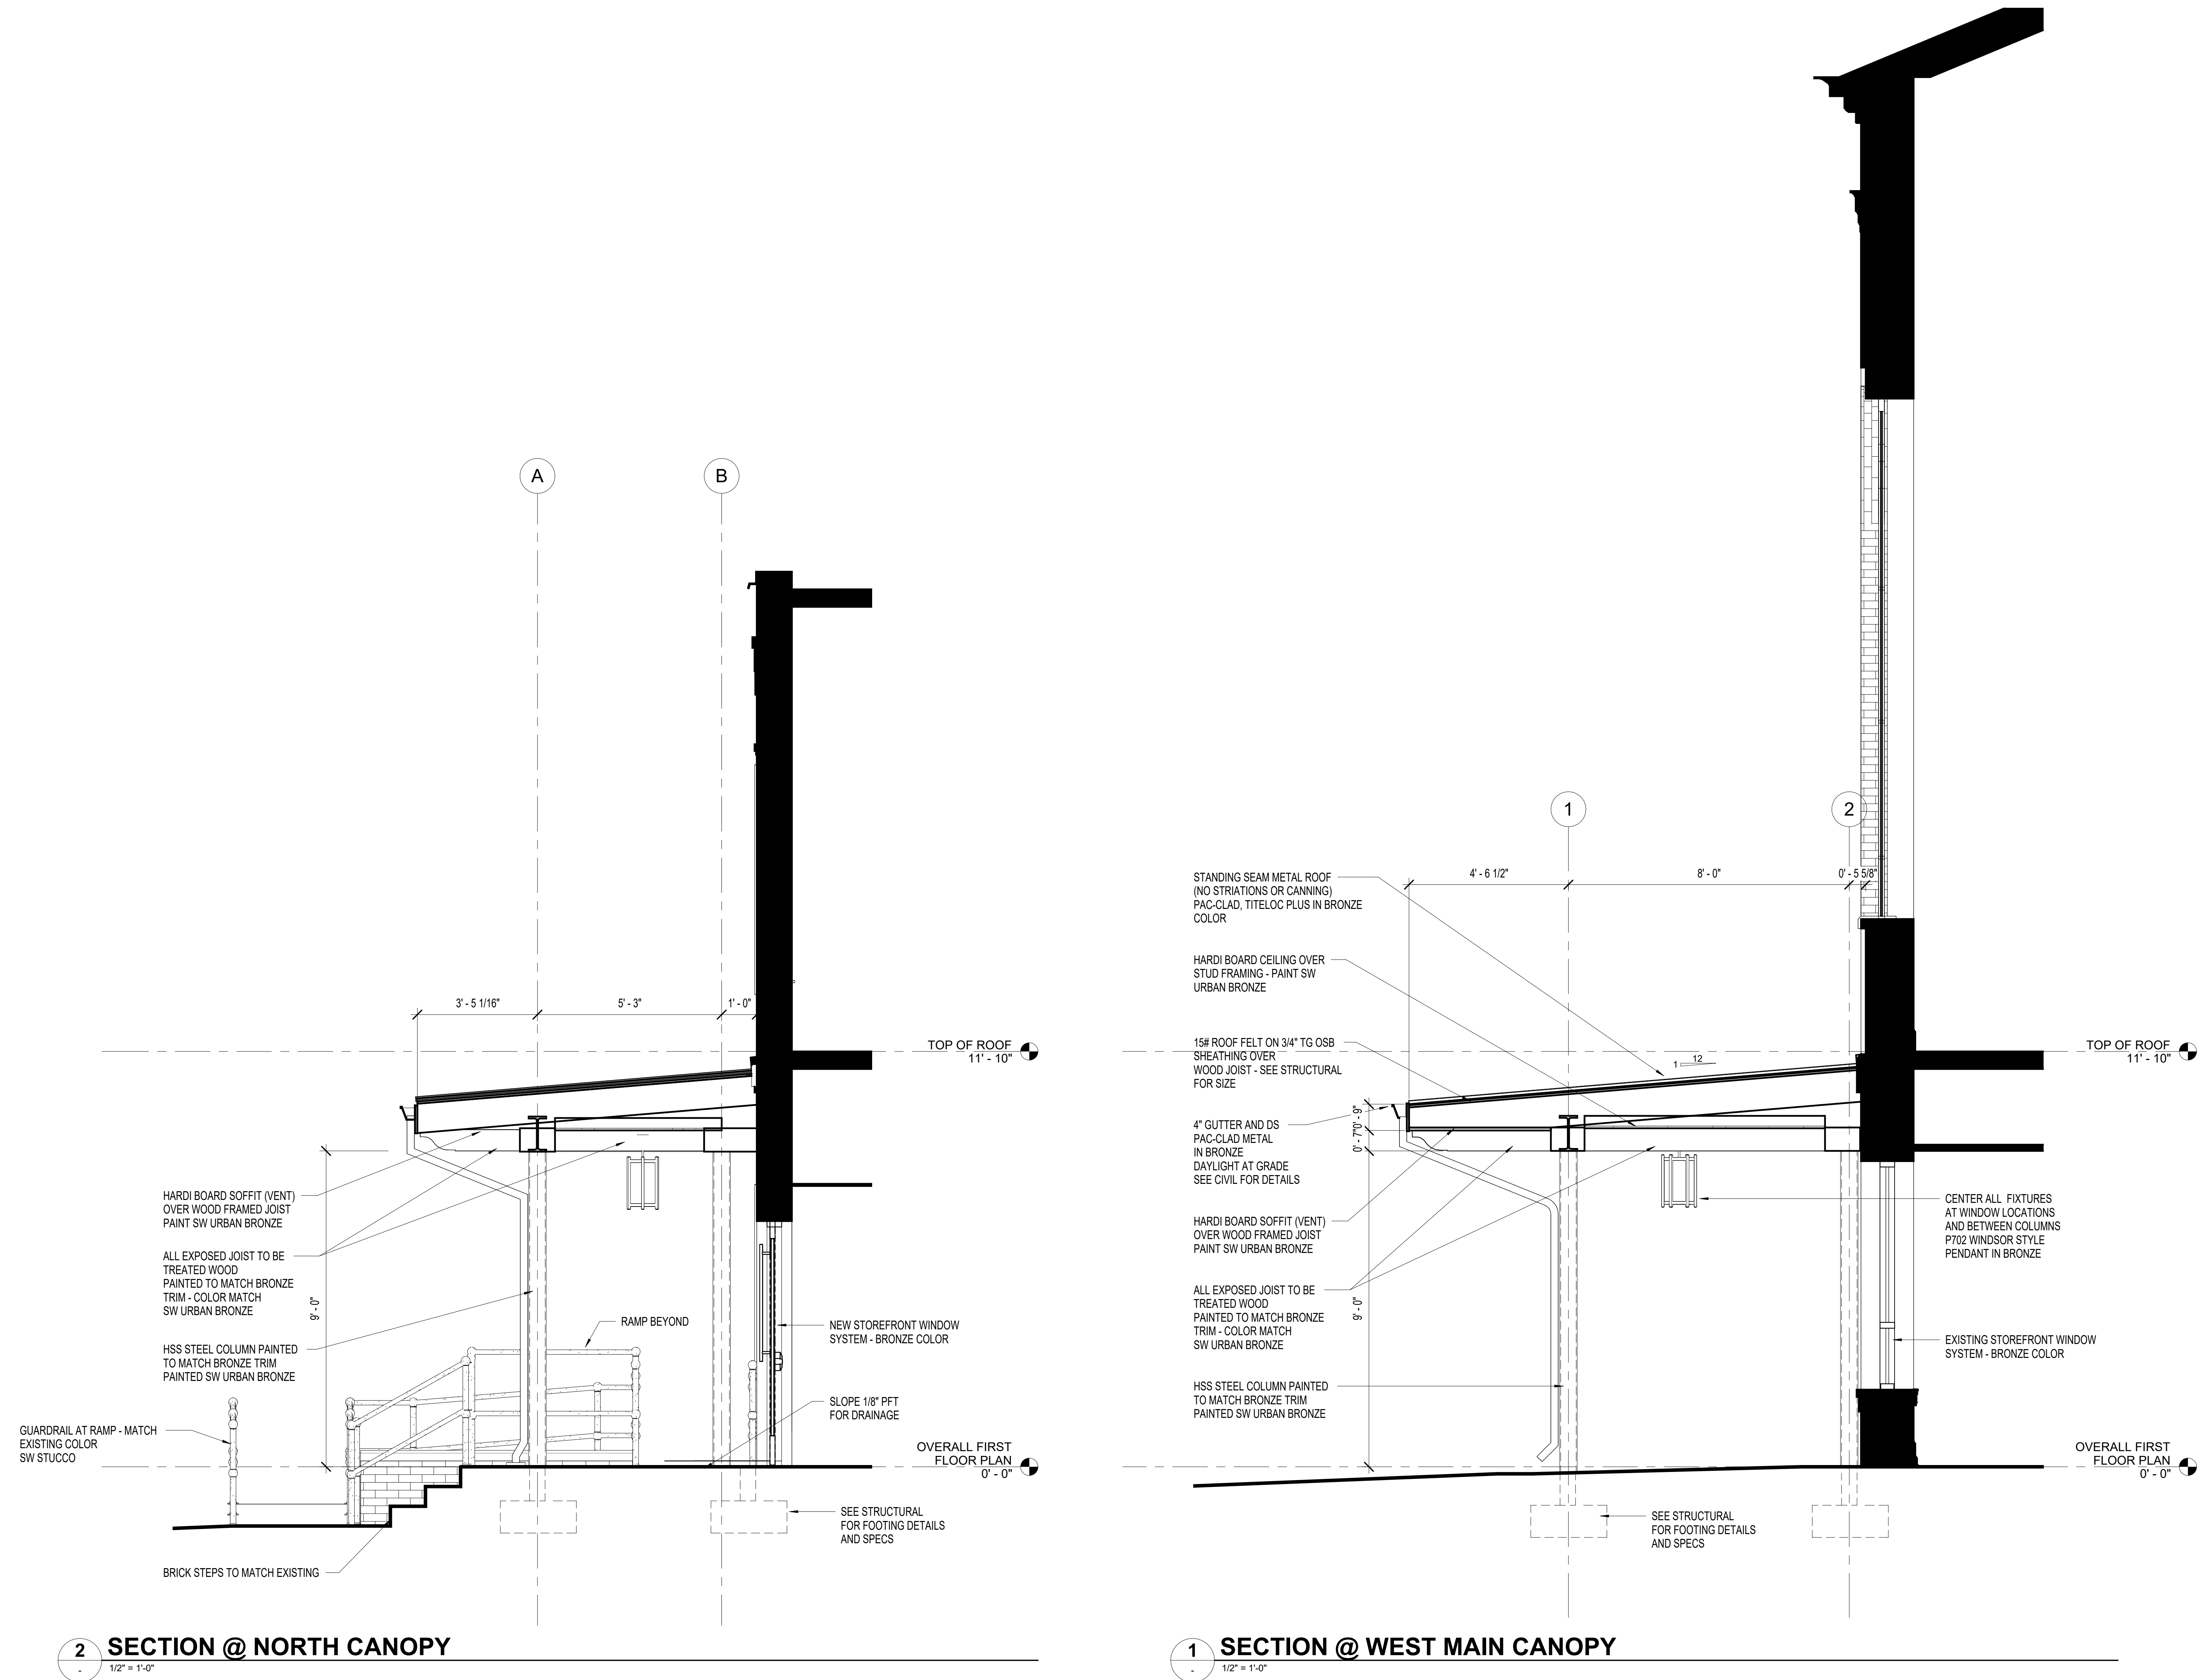 A
B
3' - 5 1/16"
5' - 3"
1' - 0"
TOP OF ROOF
11' - 10"
HARDI BOARD SOFFIT (VENT)
OVER WOOD FRAMED JOIST
PAINT SW URBAN BRONZE
ALL EXPOSED JOIST TO BE
TREATED WOOD
PAINTED TO MATCH BRONZE
TRIM - COLOR MATCH
SW URBAN BRONZE
9' - 0"
HSS STEEL COLUMN PAINTED
TO MATCH BRONZE TRIM
PAINTED SW URBAN BRONZE
RAMP BEYOND
NEW STOREFRONT WINDOW
SYSTEM - BRONZE COLOR
SLOPE 1/8" PFT
FOR DRAINAGE
GUARDRAIL AT RAMP - MATCH
EXISTING COLOR
SW STUCCO
OVERALL FIRST
FLOOR PLAN
0' - 0"
SEE STRUCTURAL
FOR FOOTING DETAILS
AND SPECS
BRICK STEPS TO MATCH EXISTING
2
-
SECTION @ NORTH CANOPY
1/2" = 1'-0"
1
2
4' - 6 1/2"
8' - 0"
0' - 5 5/8"
STANDING SEAM METAL ROOF
(NO STRIATIONS OR CANNING)
PAC-CLAD, TITELOC PLUS IN BRONZE
COLOR
HARDI BOARD CEILING OVER
STUD FRAMING - PAINT SW
URBAN BRONZE
15# ROOF FELT ON 3/4" TG OSB
SHEATHING OVER
WOOD JOIST - SEE STRUCTURAL
FOR SIZE
12
1
TOP OF ROOF
11' - 10"
4" GUTTER AND DS
PAC-CLAD METAL
IN BRONZE
DAYLIGHT AT GRADE
SEE CIVIL FOR DETAILS
0' - 9"
0' - 7"
HARDI BOARD SOFFIT (VENT)
OVER WOOD FRAMED JOIST
PAINT SW URBAN BRONZE
CENTER ALL FIXTURES
AT WINDOW LOCATIONS
AND BETWEEN COLUMNS
P702 WINDSOR STYLE
PENDANT IN BRONZE
ALL EXPOSED JOIST TO BE
TREATED WOOD
PAINTED TO MATCH BRONZE
TRIM - COLOR MATCH
SW URBAN BRONZE
9' - 0"
EXISTING STOREFRONT WINDOW
SYSTEM - BRONZE COLOR
HSS STEEL COLUMN PAINTED
TO MATCH BRONZE TRIM
PAINTED SW URBAN BRONZE
OVERALL FIRST
FLOOR PLAN
0' - 0"
SEE STRUCTURAL
FOR FOOTING DETAILS
AND SPECS
1
-
SECTION @ WEST MAIN CANOPY
1/2" = 1'-0"